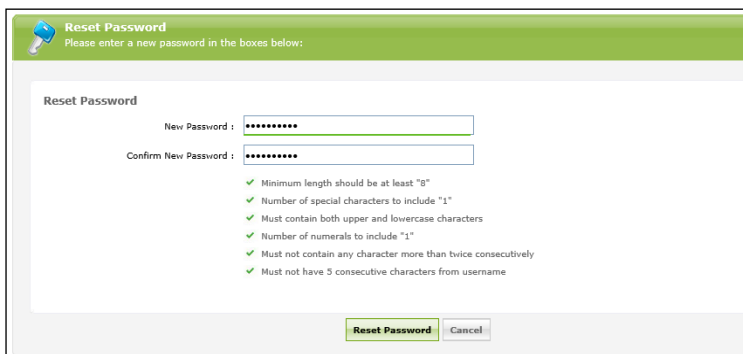 Reset Password
Please enter a new password in the boxes below:
Reset Password
New Password : ••••••••••
Confirm New Password : ••••••••••
Minimum length should be at least "8"
Number of special characters to include "1"
Must contain both upper and lowercase characters
Number of numerals to include "1"
Must not contain any character more than twice consecutively
Must not have 5 consecutive characters from username
Reset Password Cancel